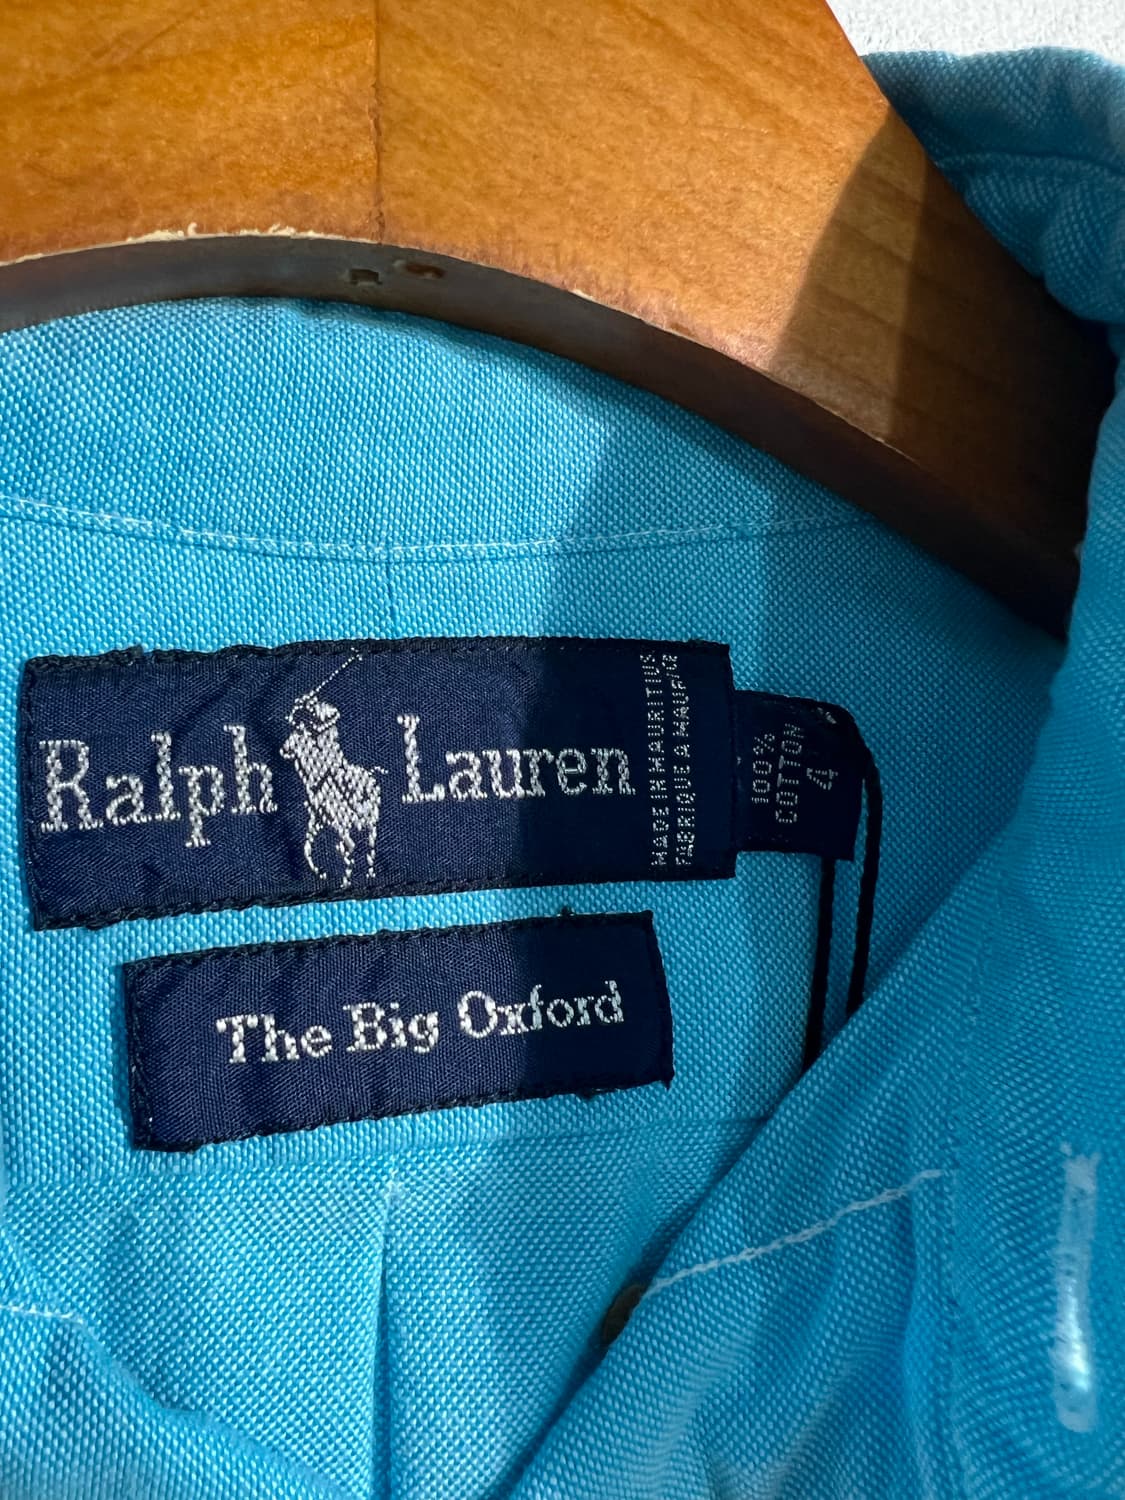 Ralph Lauren
MADE IN MAURITIUS
FABRIQUE A MAURICE
100%
COTTON
4
The Big Oxford